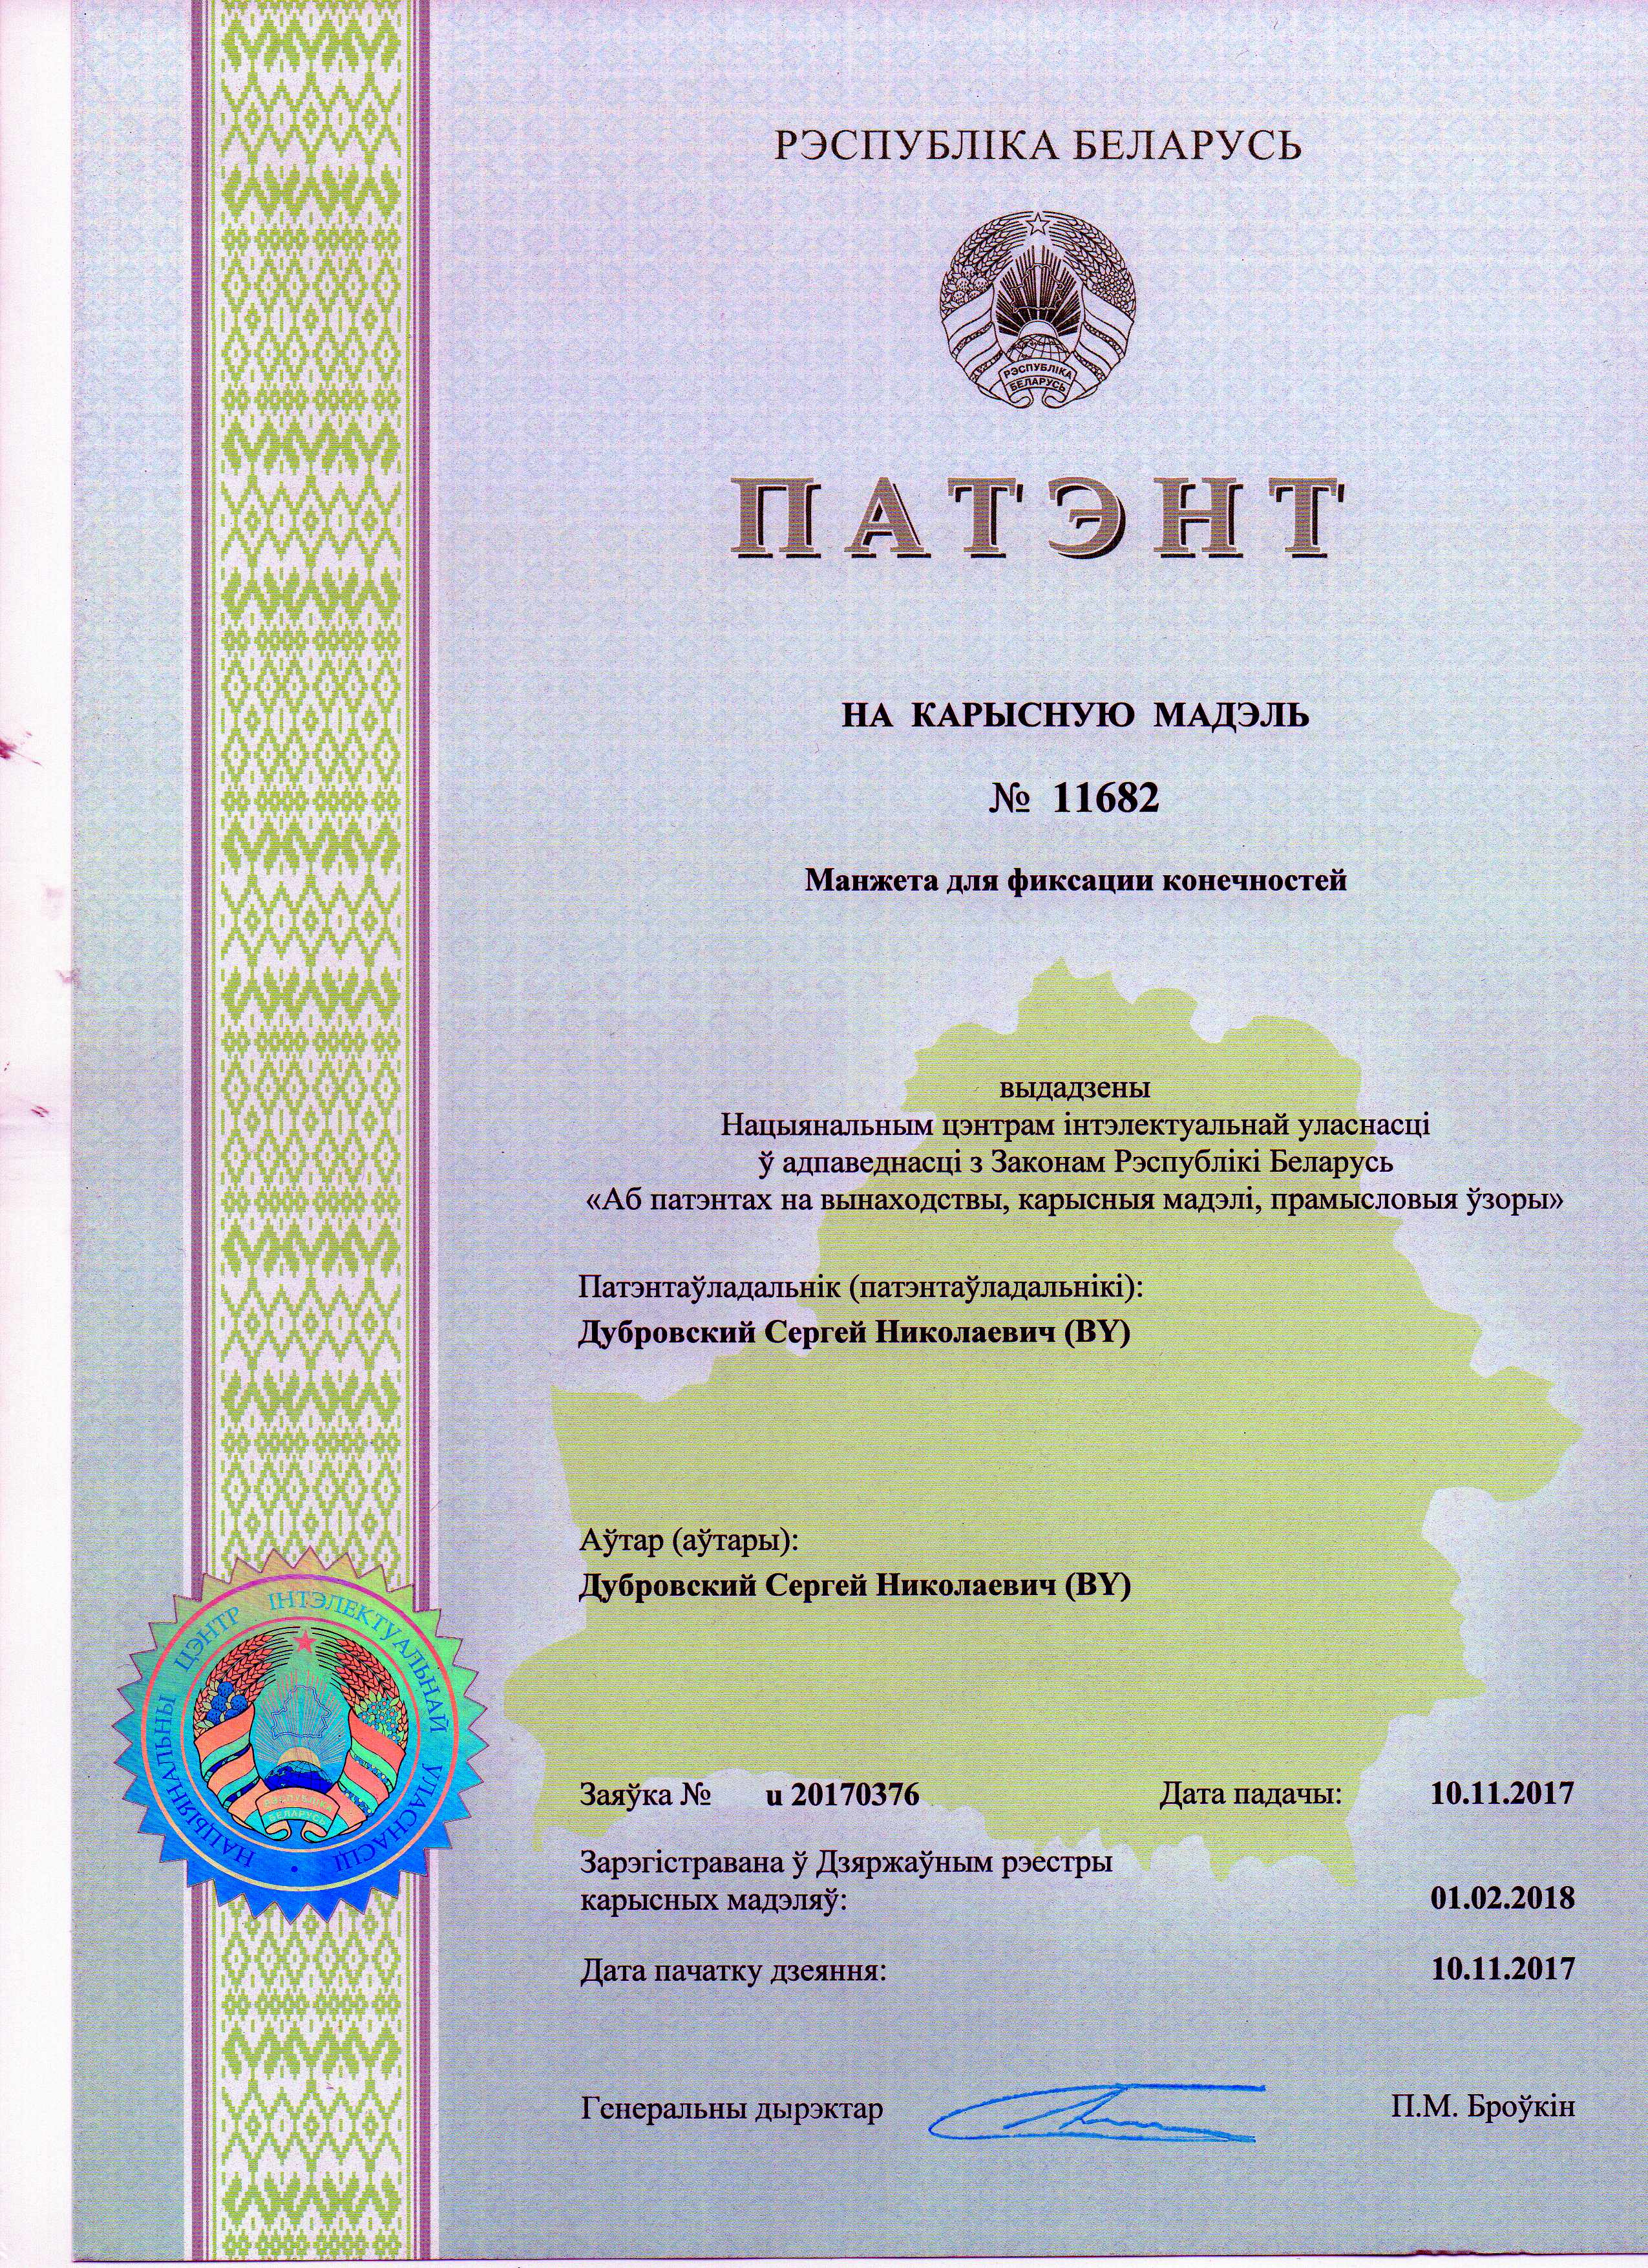 РЭСПУБЛІКА БЕЛАРУСЬ
РЭСПУБЛІКА
БЕЛАРУСЬ
ПАТЭНТ
НА КАРЫСНУЮ МАДЭЛЬ
№ 11682
Манжета для фиксации конечностей
выдадзены
Нацыянальным цэнтрам інтэлектуальнай уласнасці
ў адпаведнасці з Законам Рэспублікі Беларусь
«Аб патэнтах на вынаходствы, карысныя мадэлі, прамысловыя ўзоры»
Патэнтаўладальнік (патэнтаўладальнікі):
Дубровский Сергей Николаевич (BY)
Аўтар (аўтары):
Дубровский Сергей Николаевич (BY)
НАЦЫЯНАЛЬНЫ ЦЭНТР ІНТЭЛЕКТУАЛЬНАЙ УЛАСНАСЦІ
РЭСПУБЛІКА
БЕЛАРУСЬ
Заяўка № u 20170376 Дата падачы: 10.11.2017
Зарэгістравана ў Дзяржаўным рэестры
карысных мадэляў: 01.02.2018
Дата пачатку дзеяння: 10.11.2017
Генеральны дырэктар П.М. Броўкін